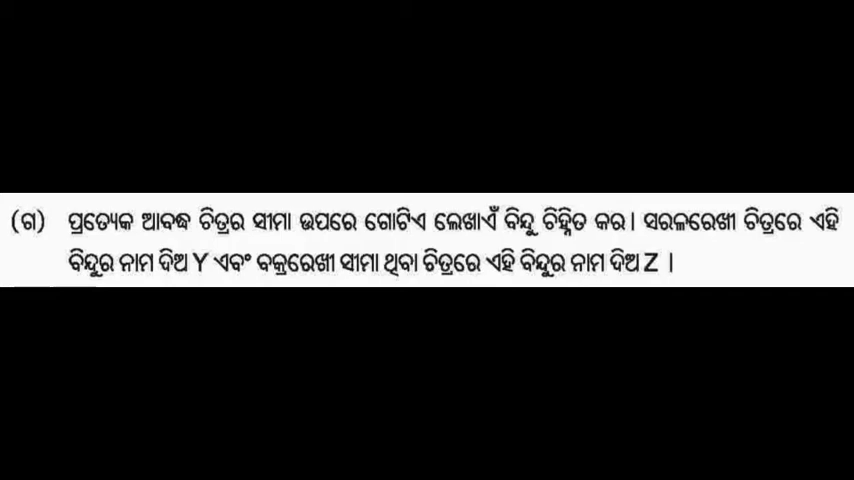 (ଗ) ପ୍ରତ୍ୟେକ ଆବଦ୍ଧ ଚିତ୍ରର ସୀମା ଉପରେ ଗୋଟିଏ ଲେଖାଏଁ ବିନ୍ଦୁ ଚିହ୍ନିତ କର। ସରଳରେଖୀ ଚିତ୍ରରେ ଏହି
ବିନ୍ଦୁର ନାମ ଦିଅ Y ଏବଂ ବକ୍ରରେଖୀ ସୀମା ଥିବା ଚିତ୍ରରେ ଏହି ବିନ୍ଦୁର ନାମ ଦିଅ Z ।